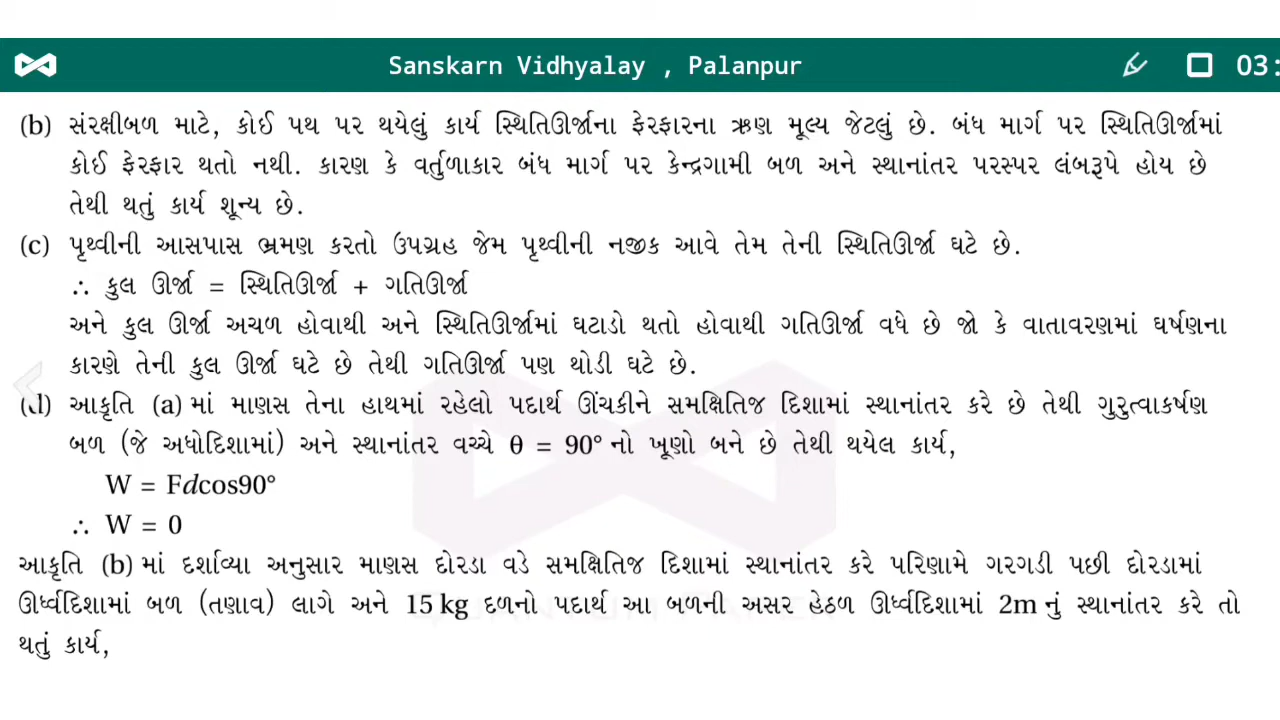 Sanskarn Vidhyalay , Palanpur
03:
(b) સંરક્ષીબળ માટે, કોઈ પથ પર થયેલું કાર્ય સ્થિતિઊર્જાના ફેરફારના ઋણ મૂલ્ય જેટલું છે. બંધ માર્ગ પર સ્થિતિઊર્જામાં
કોઈ ફેરફાર થતો નથી. કારણ કે વર્તુળાકાર બંધ માર્ગ પર કેન્દ્રગામી બળ અને સ્થાનાંતર પરસ્પર લંબરૂપે હોય છે
તેથી થતું કાર્ય શૂન્ય છે.
(c) પૃથ્વીની આસપાસ ભ્રમણ કરતો ઉપગ્રહ જેમ પૃથ્વીની નજીક આવે તેમ તેની સ્થિતિઊર્જા ઘટે છે.
∴ કુલ ઊર્જા = સ્થિતિઊર્જા + ગતિઊર્જા
અને કુલ ઊર્જા અચળ હોવાથી અને સ્થિતિઊર્જામાં ઘટાડો થતો હોવાથી ગતિઊર્જા વધે છે જો કે વાતાવરણમાં ઘર્ષણના
કારણે તેની કુલ ઊર્જા ઘટે છે તેથી ગતિઊર્જા પણ થોડી ઘટે છે.
(d) આકૃતિ (a) માં માણસ તેના હાથમાં રહેલો પદાર્થ ઊંચકીને સમક્ષિતિજ દિશામાં સ્થાનાંતર કરે છે તેથી ગુરુત્વાકર્ષણ
બળ (જે અધોદિશામાં) અને સ્થાનાંતર વચ્ચે θ = 90° નો ખૂણો બને છે તેથી થયેલ કાર્ય,
W = Fdcos90°
∴ W = 0
આકૃતિ (b) માં દર્શાવ્યા અનુસાર માણસ દોરડા વડે સમક્ષિતિજ દિશામાં સ્થાનાંતર કરે પરિણામે ગરગડી પછી દોરડામાં
ઊર્ધ્વદિશામાં બળ (તણાવ) લાગે અને 15 kg દળનો પદાર્થ આ બળની અસર હેઠળ ઊર્ધ્વદિશામાં 2m નું સ્થાનાંતર કરે તો
થતું કાર્ય,